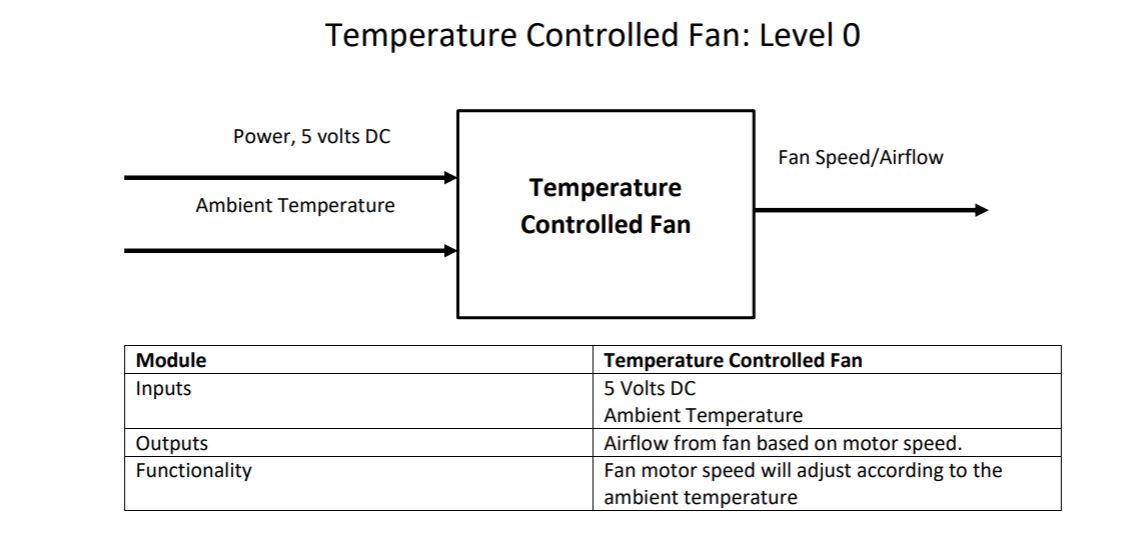 Temperature Controlled Fan: Level 0
Power, 5 volts DC
Ambient Temperature
Temperature
Controlled Fan
Fan Speed/Airflow
Module Temperature Controlled Fan
Inputs 5 Volts DC
Ambient Temperature
Outputs Airflow from fan based on motor speed.
Functionality Fan motor speed will adjust according to the
ambient temperature